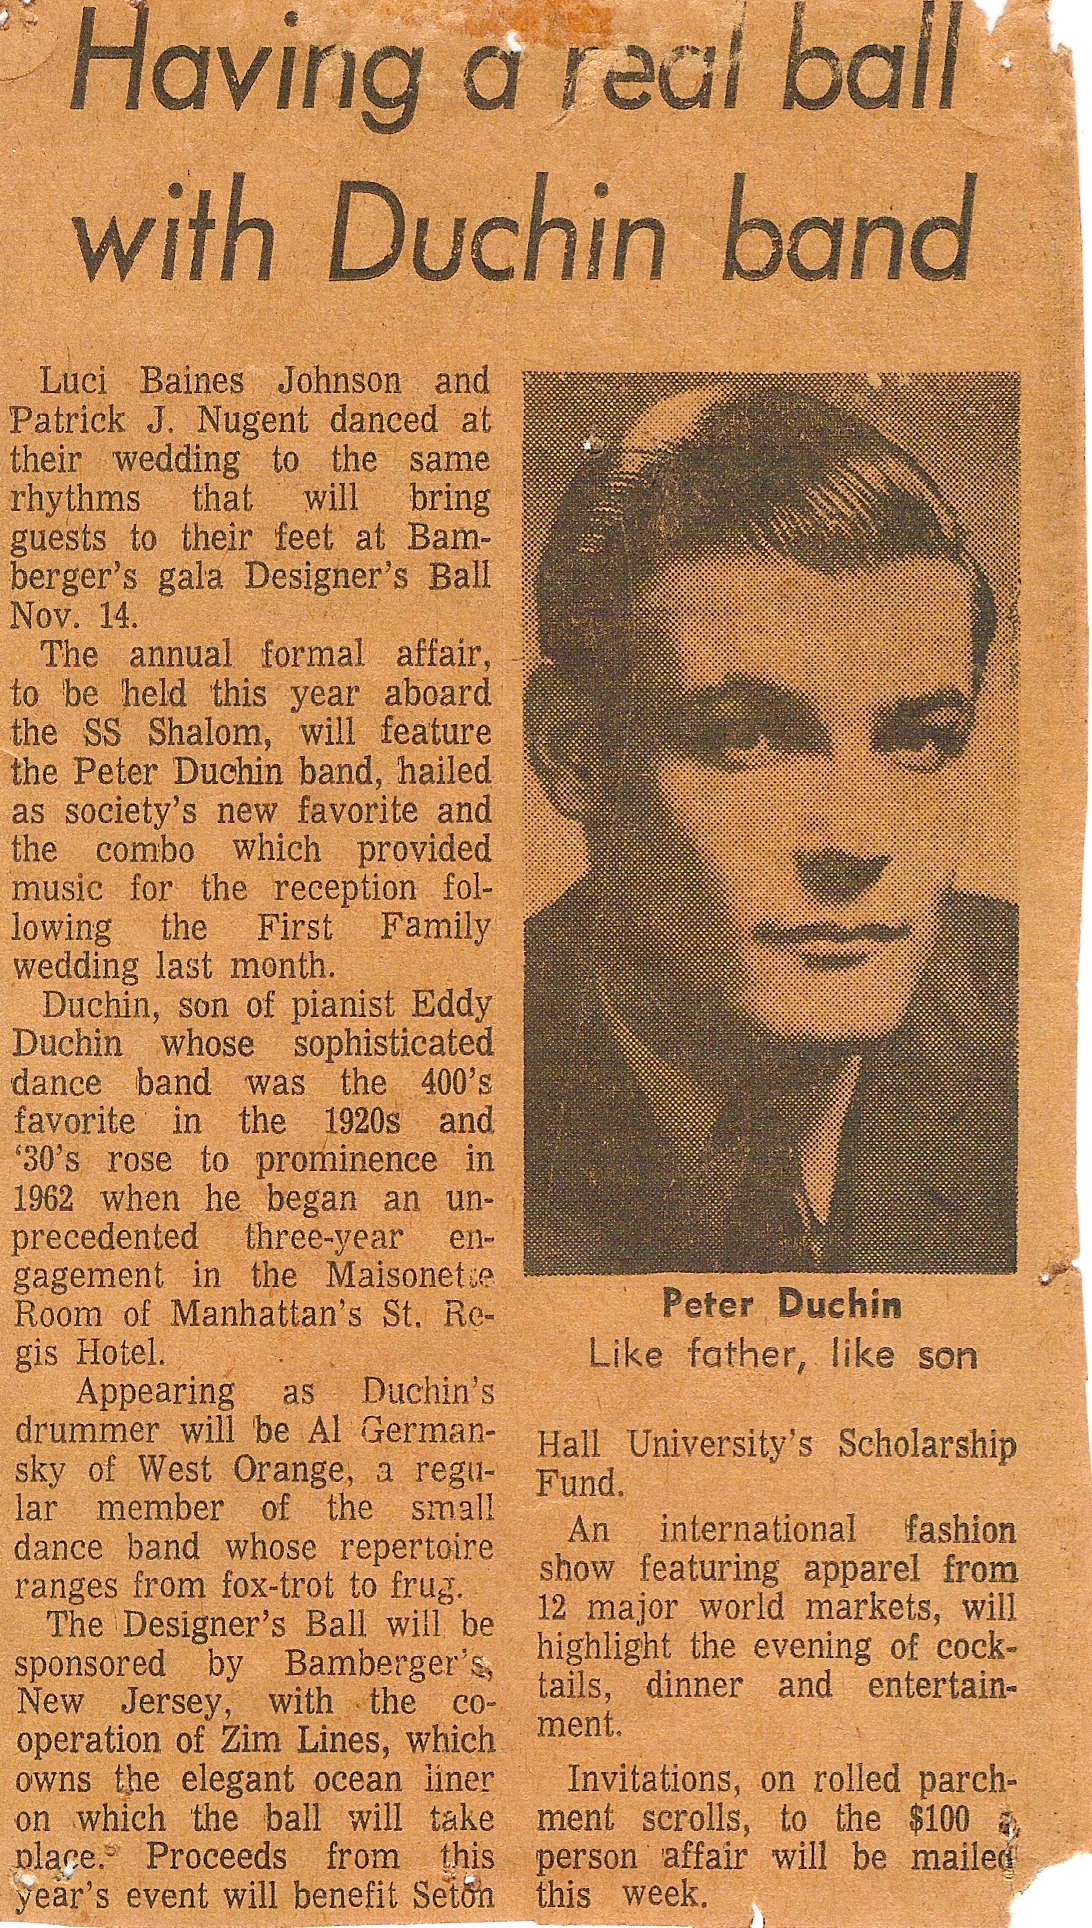 Having a real ball
with Duchin band
Luci Baines Johnson and
Patrick J. Nugent danced at
their wedding to the same
rhythms that will bring
guests to their feet at Bam-
berger's gala Designer's Ball
Nov. 14.
The annual formal affair,
to be held this year aboard
the SS Shalom, will feature
the Peter Duchin band, hailed
as society's new favorite and
the combo which provided
music for the reception fol-
lowing the First Family
wedding last month.
Duchin, son of pianist Eddy
Duchin whose sophisticated
dance band was the 400's
favorite in the 1920s and
'30's rose to prominence in
1962 when he began an un-
precedented three-year en-
gagement in the Maisonette
Room of Manhattan's St. Re-
gis Hotel.
Appearing as Duchin's
drummer will be Al German-
sky of West Orange, a regu-
lar member of the small
dance band whose repertoire
ranges from fox-trot to frug.
The Designer's Ball will be
sponsored by Bamberger's,
New Jersey, with the co-
operation of Zim Lines, which
owns the elegant ocean liner
on which the ball will take
place. Proceeds from this
year's event will benefit Seton
Peter Duchin
Like father, like son
Hall University's Scholarship
Fund.
An international fashion
show featuring apparel from
12 major world markets, will
highlight the evening of cock-
tails, dinner and entertain-
ment.
Invitations, on rolled parch-
ment scrolls, to the $100 a
person affair will be mailed
this week.